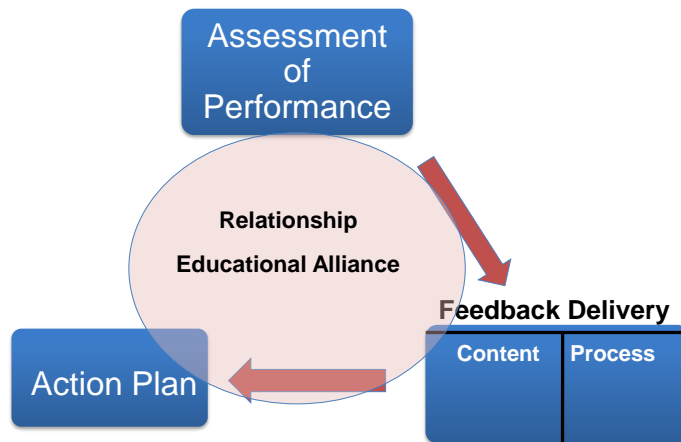 Assessment
of
Performance
Relationship
Educational Alliance
Feedback Delivery
Content Process
Action Plan